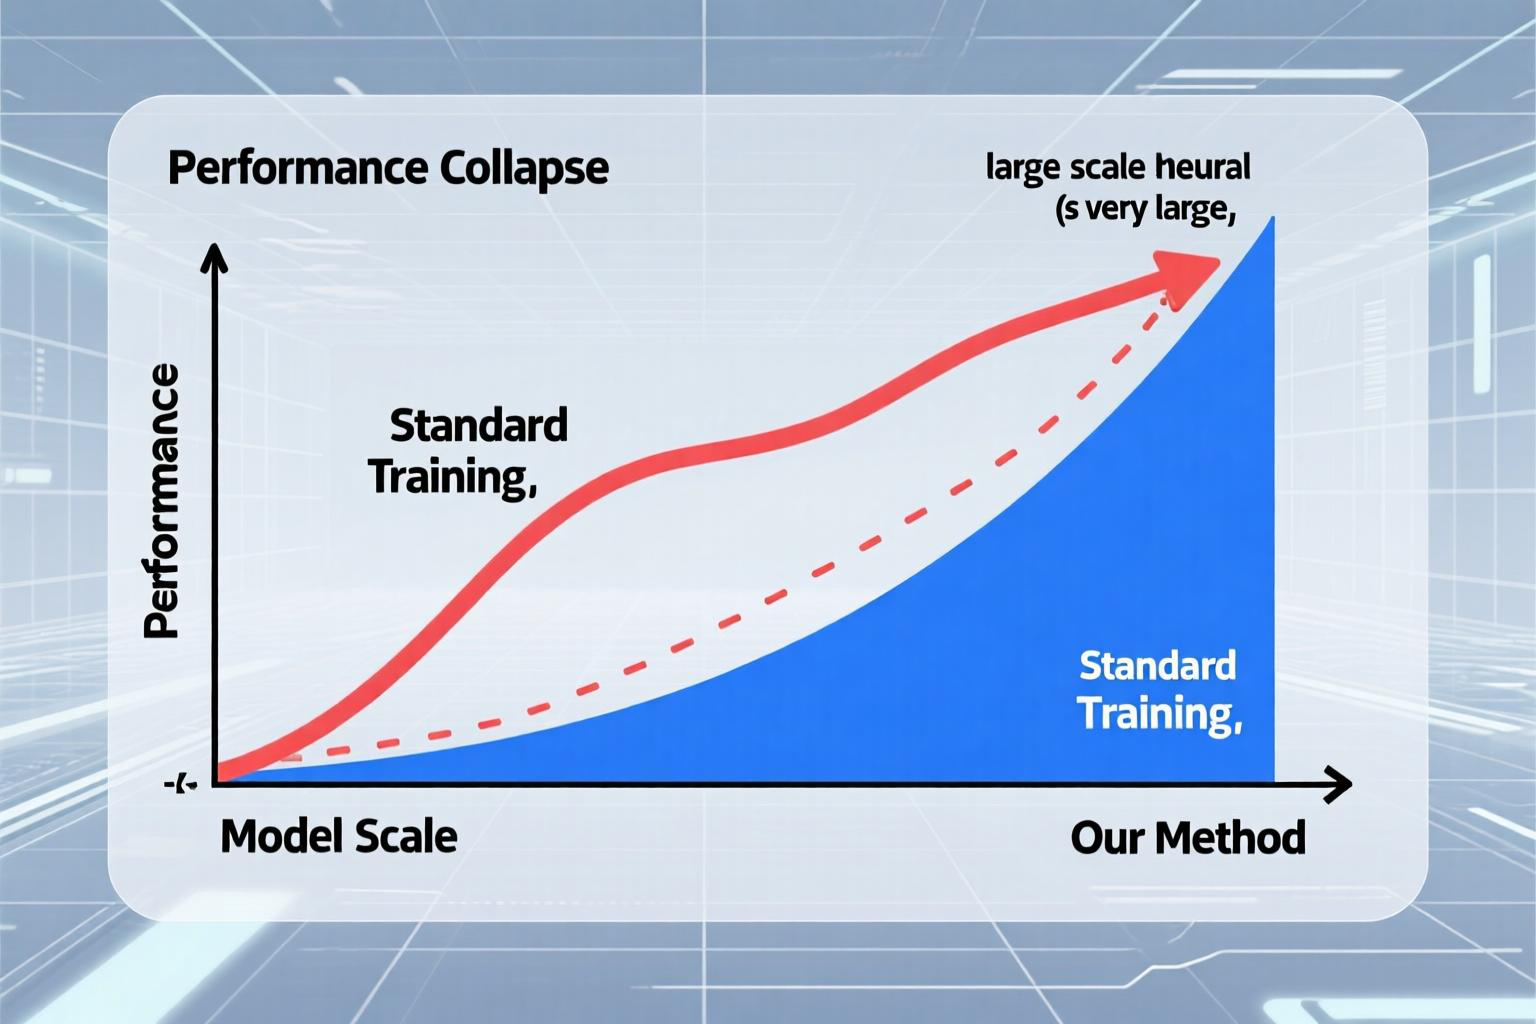 Performance Collapse
large scale heural
(s very large,
Standard
Training,
Performance
Standard
Training,
Model Scale
Our Method